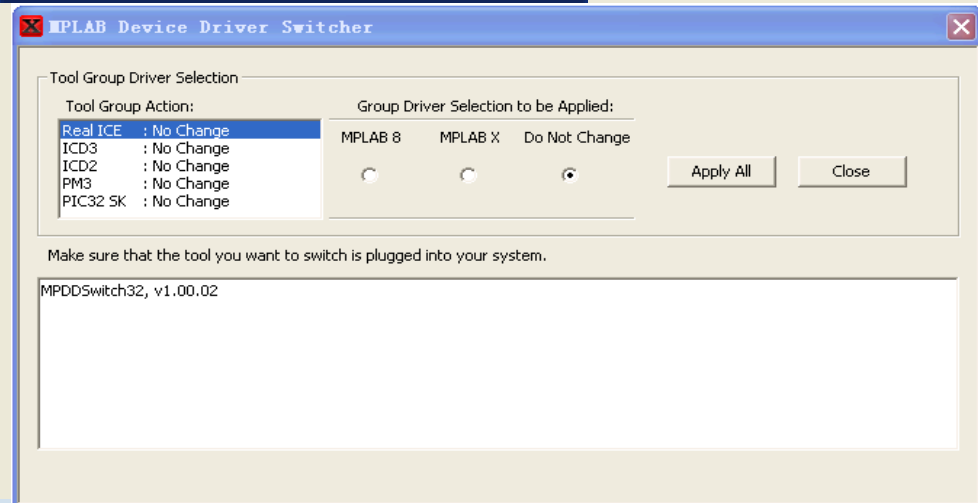 MPLAB Device Driver Switcher
Tool Group Driver Selection
Tool Group Action:
Group Driver Selection to be Applied:
Real ICE : No Change
ICD3 : No Change
ICD2 : No Change
PM3 : No Change
PIC32 SK : No Change
MPLAB 8 MPLAB X Do Not Change
Apply All
Close
Make sure that the tool you want to switch is plugged into your system.
MPDDSwitch32, v1.00.02